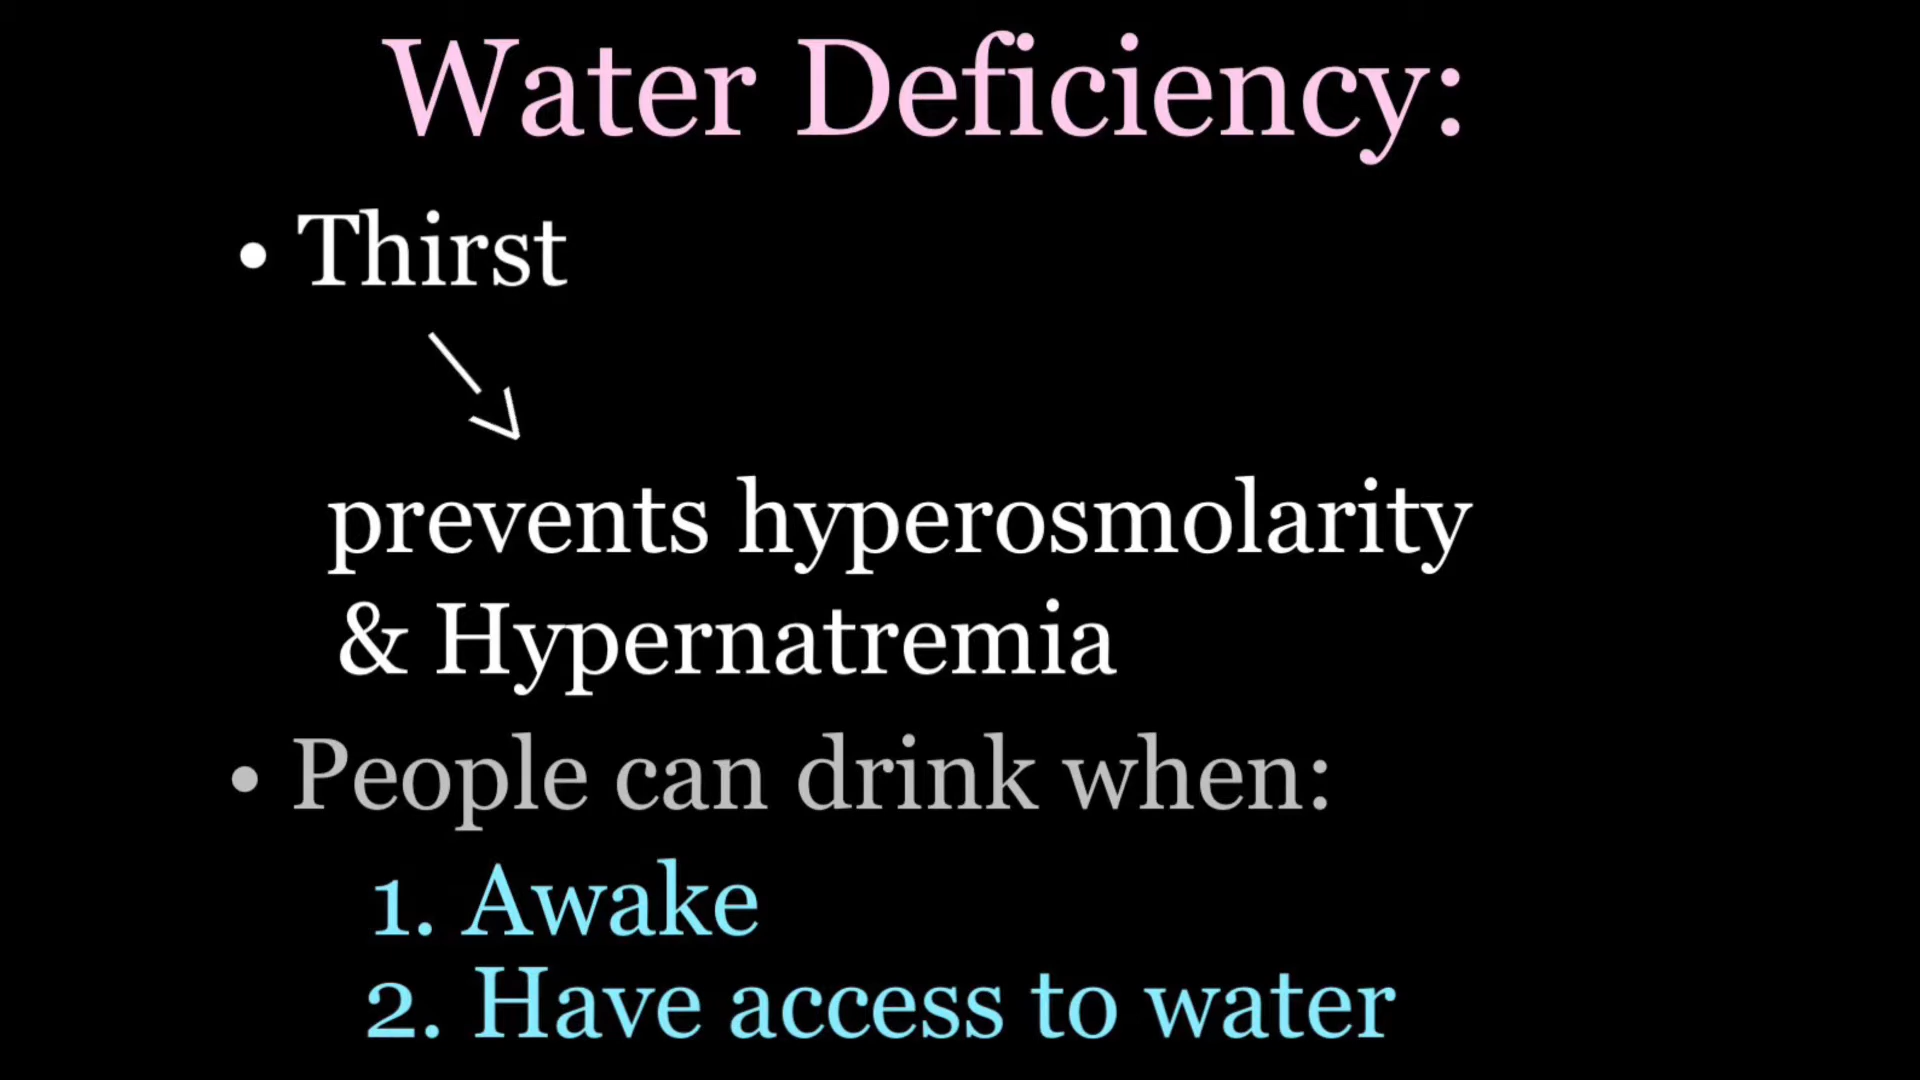 Water Deficiency:
• Thirst
prevents hyperosmolarity
& Hypernatremia
• People can drink when:
1. Awake
2. Have access to water